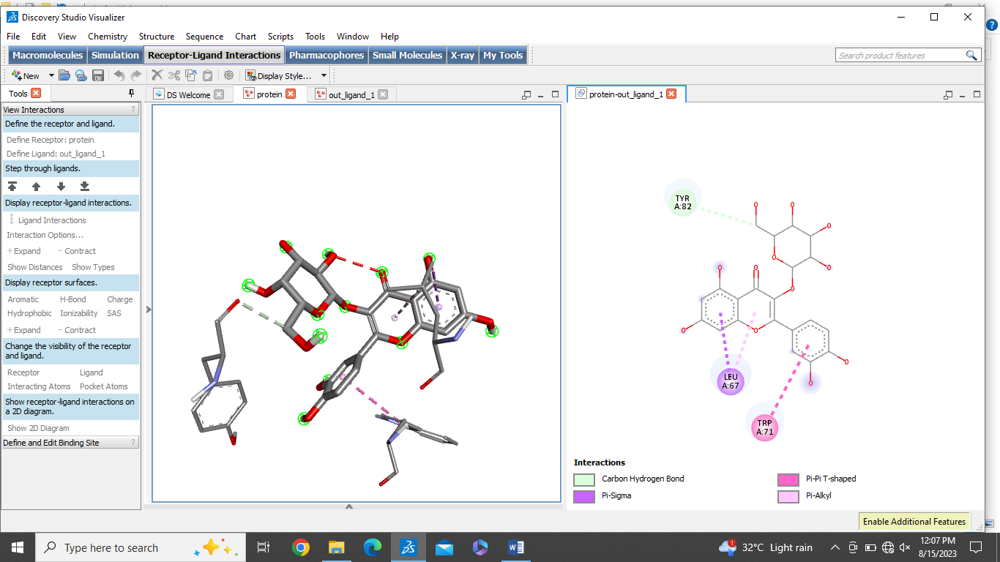 Discovery Studio Visualizer
File Edit View Chemistry Structure Sequence Chart Scripts Tools Window Help
Macromolecules Simulation Receptor-Ligand Interactions Pharmacophores Small Molecules X-ray My Tools
Search product features
New Display Style...
Tools
DS Welcome protein out_ligand_1 protein-out_ligand_1
View Interactions ?
Define the receptor and ligand.
Define Receptor: protein
Define Ligand: out_ligand_1
Step through ligands.
Display receptor-ligand interactions.
Ligand Interactions
Interaction Options...
+ Expand - Contract
Show Distances Show Types
Display receptor surfaces.
Aromatic H-Bond Charge
Hydrophobic Ionizability SAS
+ Expand - Contract
Change the visibility of the receptor
and ligand.
Receptor Ligand
Interacting Atoms Pocket Atoms
Show receptor-ligand interactions on
a 2D diagram.
Show 2D Diagram
Define and Edit Binding Site ?
TYR
A:82
O O
O
O O
O O
O
O O
O
O
LEU
A:67
TRP
A:71
Interactions
Carbon Hydrogen Bond Pi-Pi T-shaped
Pi-Sigma Pi-Alkyl
Enable Additional Features
Type here to search
1 32°C Light rain
12:07 PM
8/15/2023